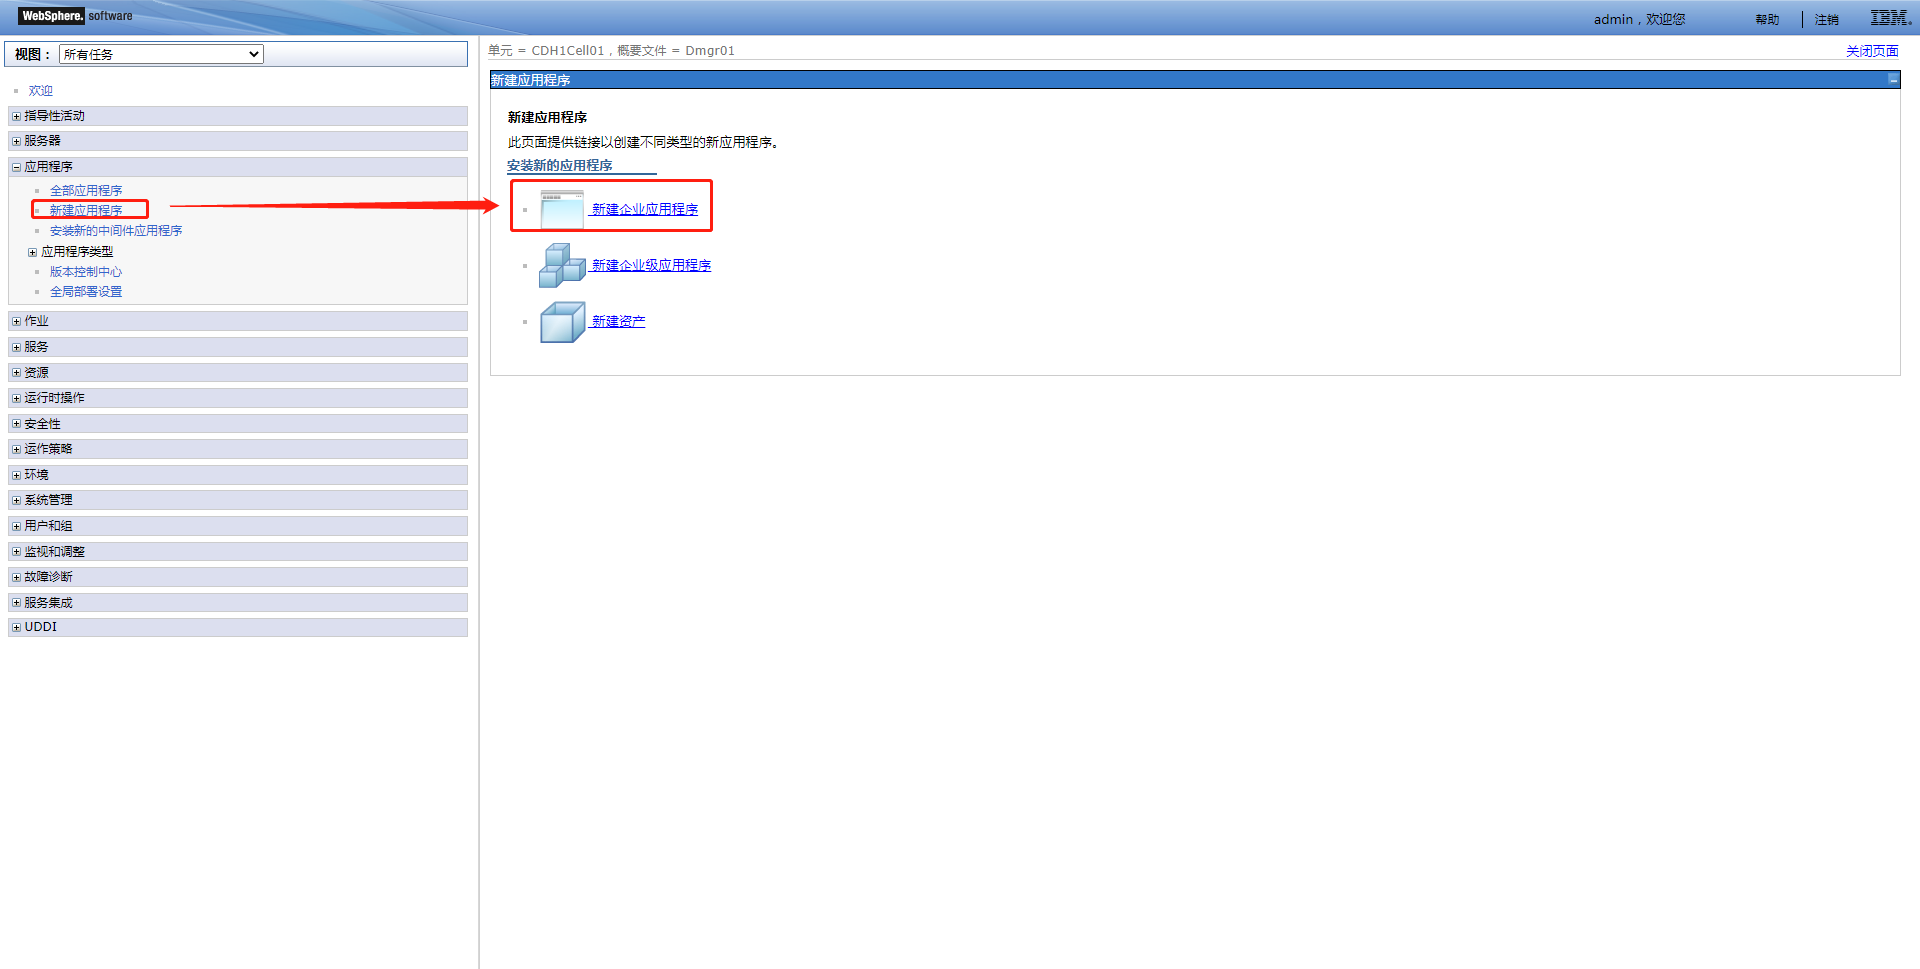 WebSphere. software
admin，欢迎您
帮助
注销
IBM.
视图：
所有任务
欢迎
指导性活动
服务器
应用程序
全部应用程序
新建应用程序
安装新的中间件应用程序
应用程序类型
版本控制中心
全局部署设置
作业
服务
资源
运行时操作
安全性
运作策略
环境
系统管理
用户和组
监视和调整
故障诊断
服务集成
UDDI
单元 = CDH1Cell01，概要文件 = Dmgr01
关闭页面
新建应用程序
新建应用程序
此页面提供链接以创建不同类型的新应用程序。
安装新的应用程序
新建企业应用程序
新建企业级应用程序
新建资产